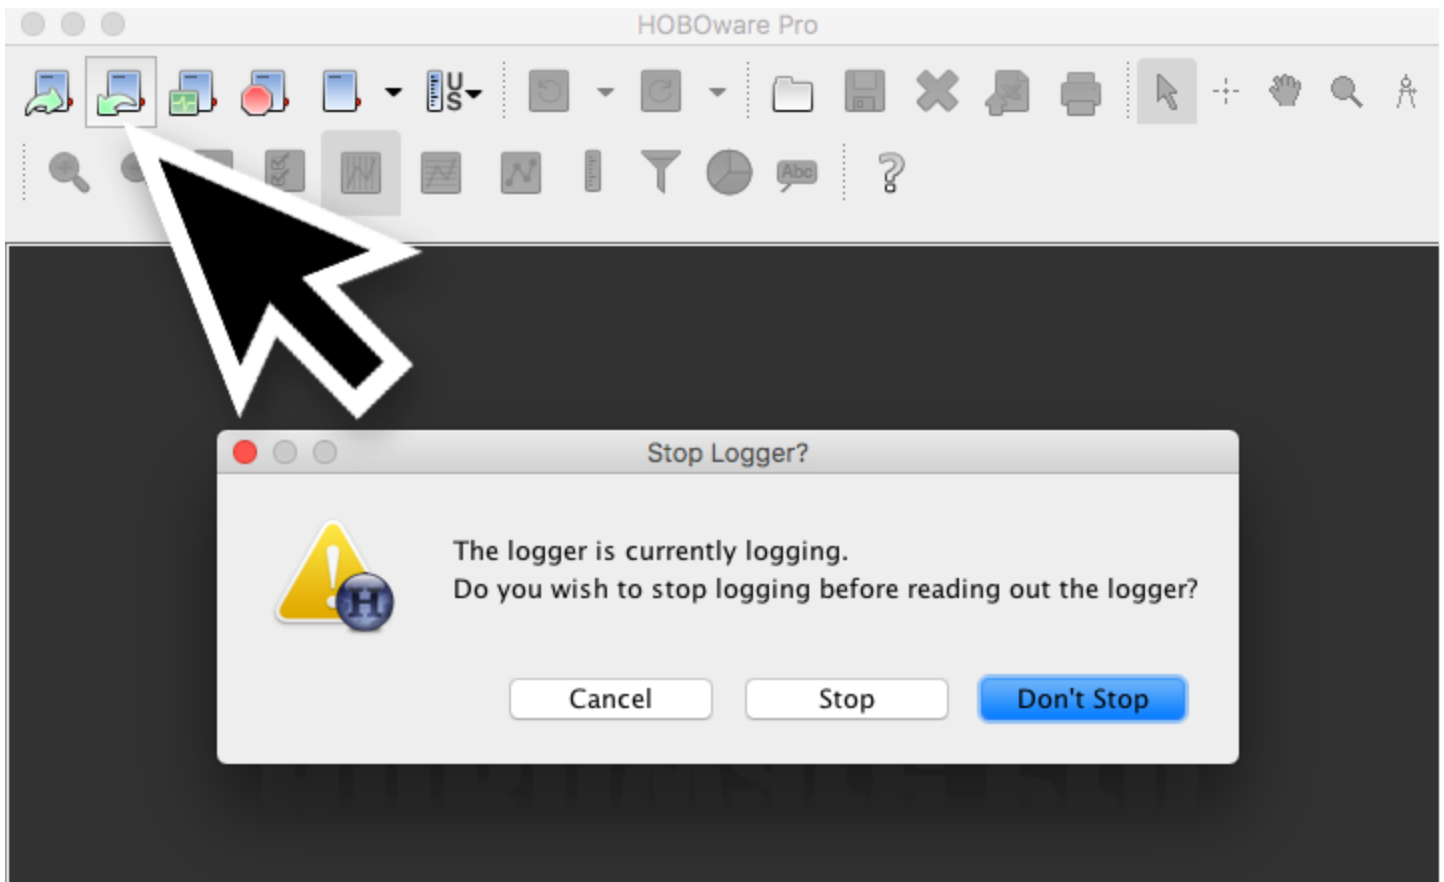 HOBOware Pro
US
Abc
?
Stop Logger?
The logger is currently logging.
Do you wish to stop logging before reading out the logger?
H
Cancel
Stop
Don't Stop